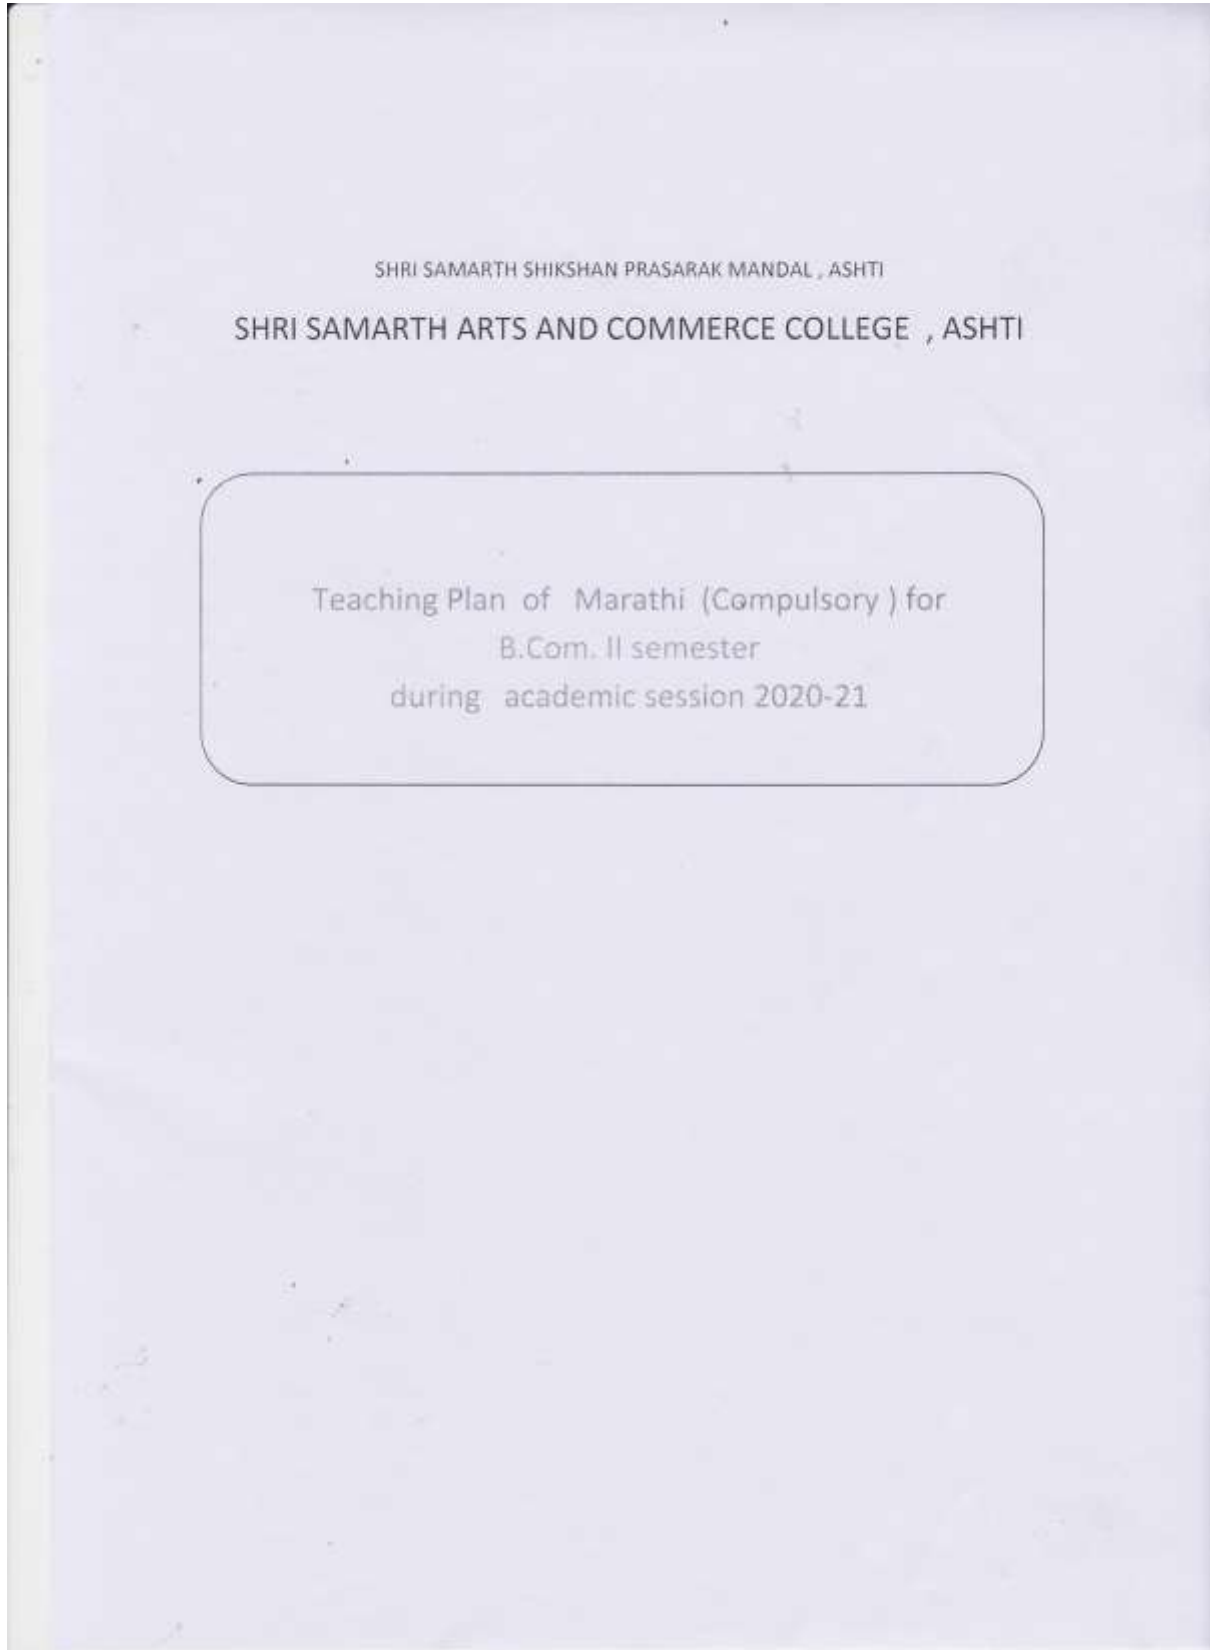 SHRI SAMARTH SHIKSHAN PRASARAK MANDAL , ASHTI
SHRI SAMARTH ARTS AND COMMERCE COLLEGE , ASHTI
Teaching Plan of Marathi (Compulsory ) for
B.Com. II semester
during academic session 2020-21